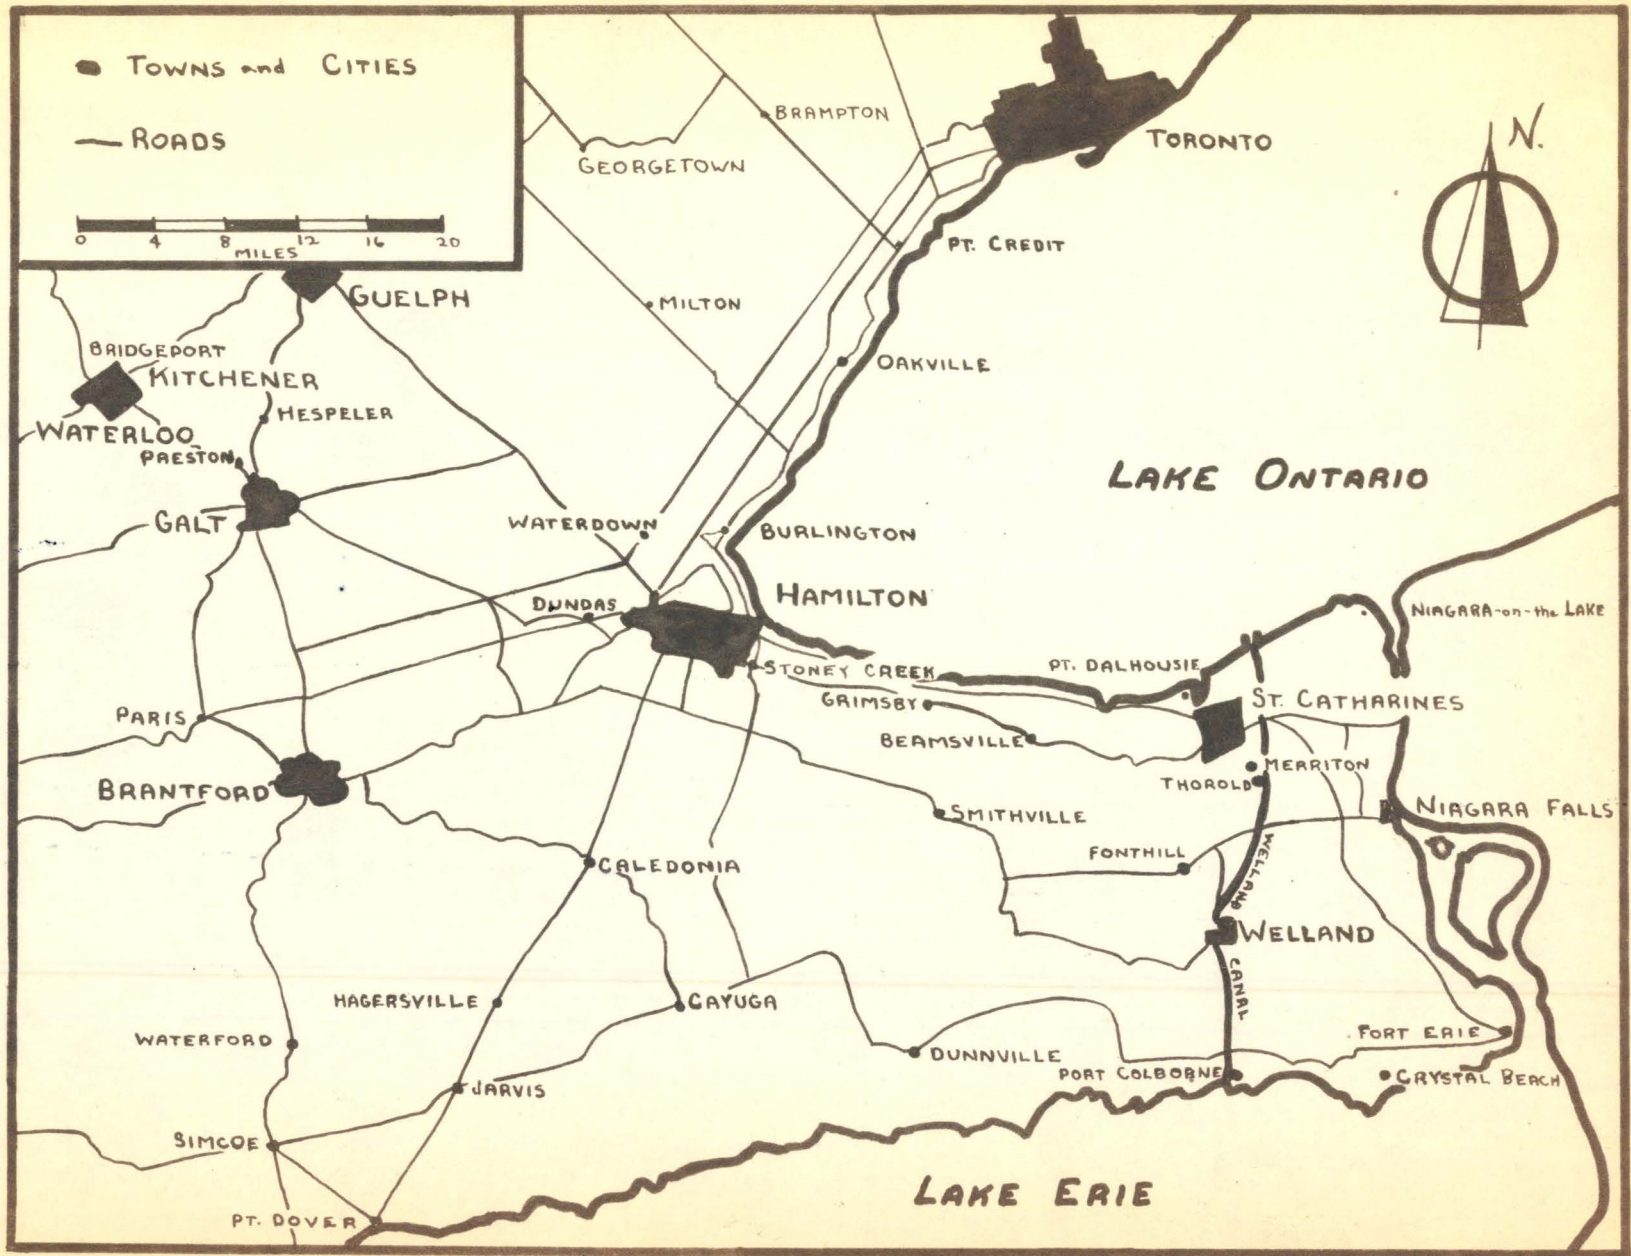 TOWNS and CITIES
ROADS
0 4 8 12 16 20
MILES
N.
BRAMPTON
TORONTO
GEORGETOWN
PT. CREDIT
GUELPH
MILTON
BRIDGEPORT
KITCHENER
OAKVILLE
HESPELER
WATERLOO
PRESTON
LAKE ONTARIO
GALT
WATERDOWN
BURLINGTON
DUNDAS
HAMILTON
NIAGARA-on-the LAKE
STONEY CREEK
PT. DALHOUSIE
GRIMSBY
ST. CATHARINES
PARIS
BEAMSVILLE
MERRITON
THOROLD
BRANTFORD
NIAGARA FALLS
SMITHVILLE
FONTHILL
CALEDONIA
WELLAND
WELLAND
CANAL
HAGERSVILLE
CAYUGA
WATERFORD
FORT ERIE
DUNNVILLE
PORT COLBORNE
CRYSTAL BEACH
JARVIS
SIMCOE
LAKE ERIE
PT. DOVER